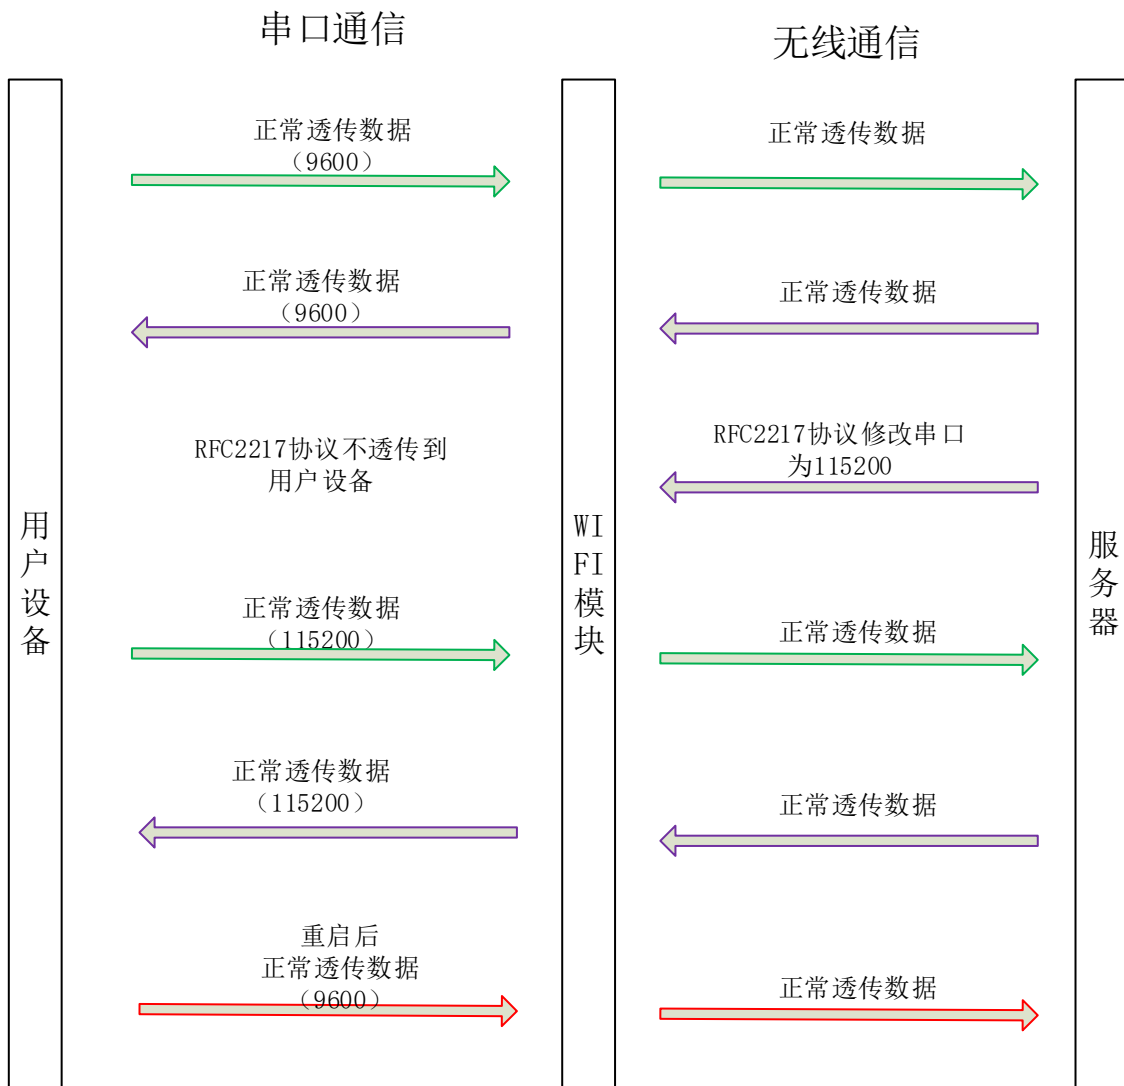 串口通信
无线通信
正常透传数据
（9600）
正常透传数据
正常透传数据
（9600）
正常透传数据
RFC2217协议不透传到
用户设备
RFC2217协议修改串口
为115200
用
户
设
备
WI
FI
模
块
服
务
器
正常透传数据
（115200）
正常透传数据
正常透传数据
（115200）
正常透传数据
重启后
正常透传数据
（9600）
正常透传数据